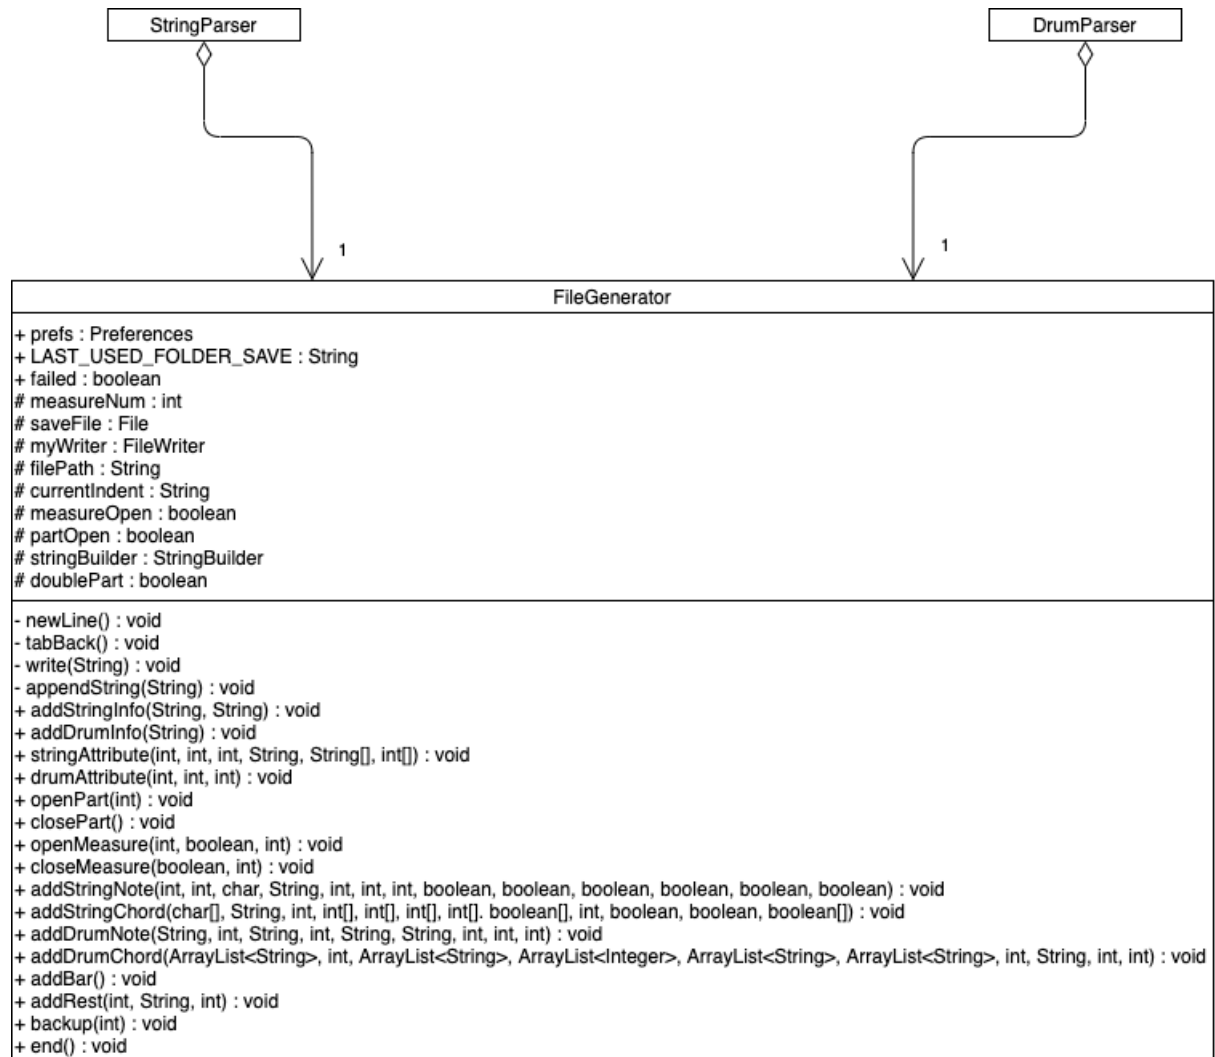 StringParser
DrumParser
1
1
FileGenerator
+ prefs : Preferences
+ LAST_USED_FOLDER_SAVE : String
+ failed : boolean
# measureNum : int
# saveFile : File
# myWriter : FileWriter
# filePath : String
# currentIndent : String
# measureOpen : boolean
# partOpen : boolean
# stringBuilder : StringBuilder
# doublePart : boolean
- newLine() : void
- tabBack() : void
- write(String) : void
- appendString(String) : void
+ addStringInfo(String, String) : void
+ addDrumInfo(String) : void
+ stringAttribute(int, int, int, String, String[], int[]) : void
+ drumAttribute(int, int, int) : void
+ openPart(int) : void
+ closePart() : void
+ openMeasure(int, boolean, int) : void
+ closeMeasure(boolean, int) : void
+ addStringNote(int, int, char, String, int, int, int, boolean, boolean, boolean, boolean, boolean, boolean) : void
+ addStringChord(char[], String, int, int[], int[], int[], int[]. boolean[], int, boolean, boolean, boolean[]) : void
+ addDrumNote(String, int, String, int, String, String, int, int, int) : void
+ addDrumChord(ArrayList<String>, int, ArrayList<String>, ArrayList<Integer>, ArrayList<String>, ArrayList<String>, int, String, int, int) : void
+ addBar() : void
+ addRest(int, String, int) : void
+ backup(int) : void
+ end() : void